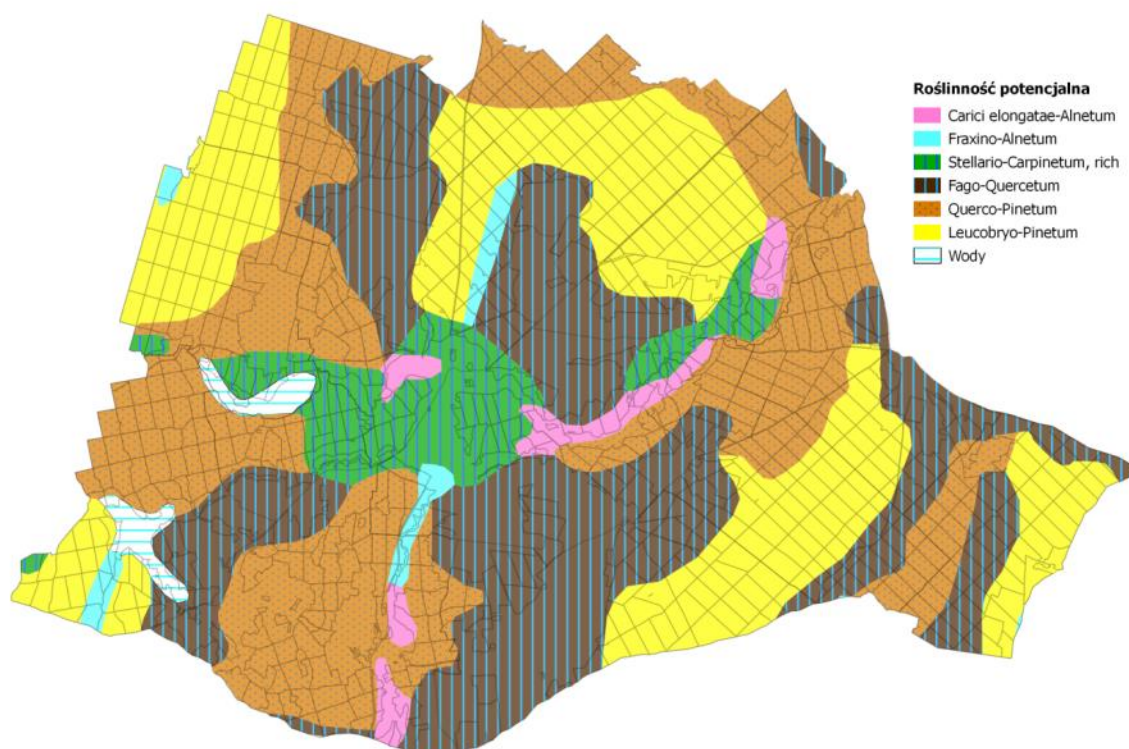 Roślinność potencjalna
Carici elongatae-Alnetum
Fraxino-Alnetum
Stellario-Carpinetum, rich
Fago-Quercetum
Querco-Pinetum
Leucobryo-Pinetum
Wody